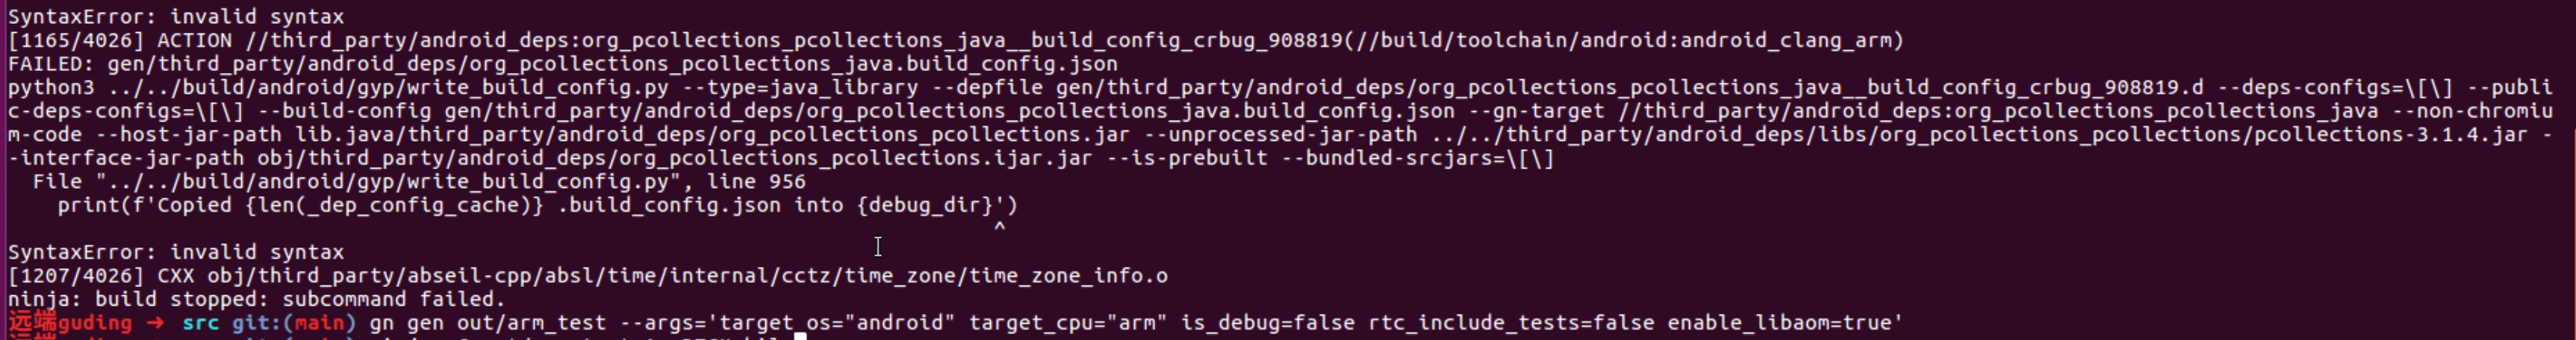 SyntaxError: invalid syntax
[1165/4026] ACTION //third_party/android_deps:org_pcollections_pcollections_java__build_config_crbug_908819(//build/toolchain/android:android_clang_arm)
FAILED: gen/third_party/android_deps/org_pcollections_pcollections_java.build_config.json
python3 ../../build/android/gyp/write_build_config.py --type=java_library --depfile gen/third_party/android_deps/org_pcollections_pcollections_java__build_config_crbug_908819.d --deps-configs=\[\] --publi
c-deps-configs=\[\] --build-config gen/third_party/android_deps/org_pcollections_pcollections_java.build_config.json --gn-target //third_party/android_deps:org_pcollections_pcollections_java --non-chromiu
m-code --host-jar-path lib.java/third_party/android_deps/org_pcollections_pcollections.jar --unprocessed-jar-path ../../third_party/android_deps/libs/org_pcollections_pcollections/pcollections-3.1.4.jar -
-interface-jar-path obj/third_party/android_deps/org_pcollections_pcollections.ijar.jar --is-prebuilt --bundled-srcjars=\[\]
  File "../../build/android/gyp/write_build_config.py", line 956
    print(f'Copied {len(_dep_config_cache)} .build_config.json into {debug_dir}')
                                                                                ^
SyntaxError: invalid syntax
[1207/4026] CXX obj/third_party/abseil-cpp/absl/time/internal/cctz/time_zone/time_zone_info.o
ninja: build stopped: subcommand failed.
远端guding → src git:(main) gn gen out/arm_test --args='target_os="android" target_cpu="arm" is_debug=false rtc_include_tests=false enable_libaom=true'